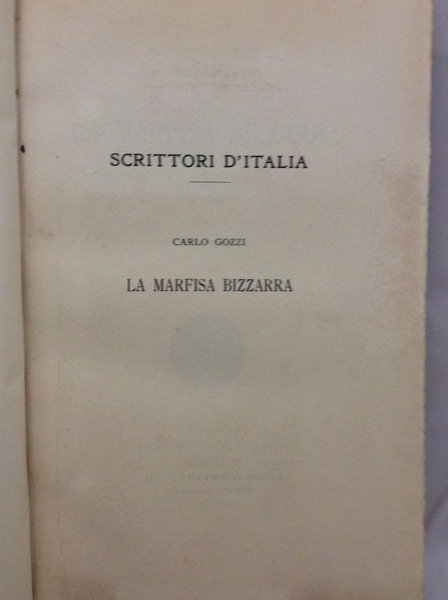 SCRITTORI D'ITALIA
CARLO GOZZI
LA MARFISA BIZZARRA